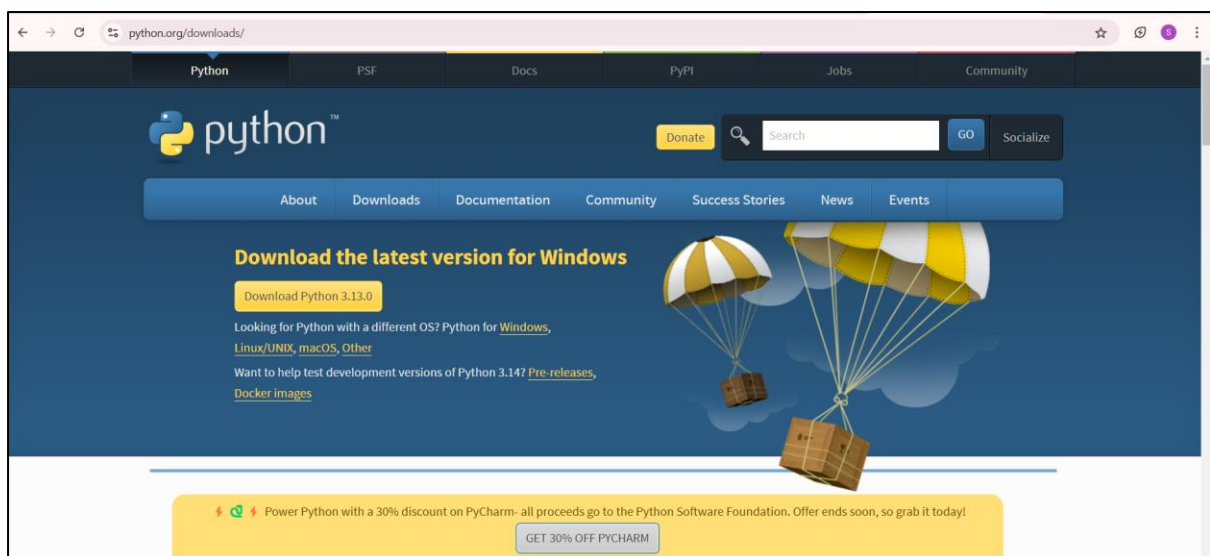 python.org/downloads/
S
Python PSF Docs PyPI Jobs Community
python™
Donate Search GO Socialize
About Downloads Documentation Community Success Stories News Events
Download the latest version for Windows
Download Python 3.13.0
Looking for Python with a different OS? Python for Windows,
Linux/UNIX, macOS, Other
Want to help test development versions of Python 3.14? Pre-releases,
Docker images
Power Python with a 30% discount on PyCharm- all proceeds go to the Python Software Foundation. Offer ends soon, so grab it today!
GET 30% OFF PYCHARM